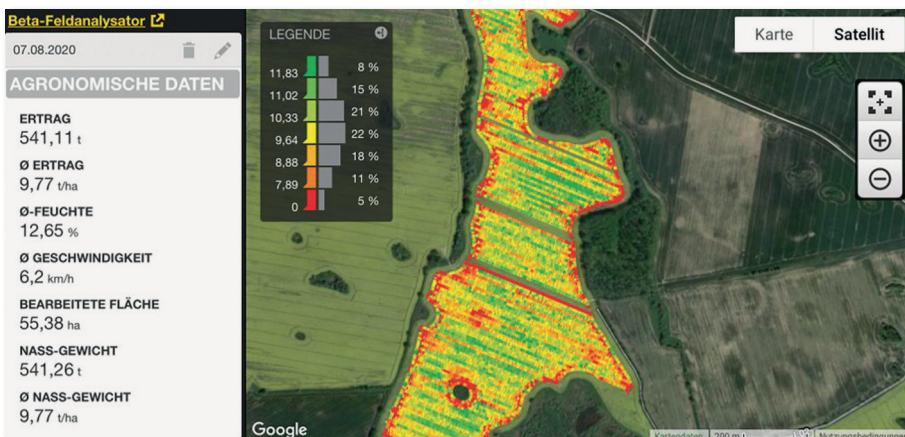 Beta-Feldanalysator
07.08.2020
AGRONOMISCHE DATEN
ERTRAG
541,11 t
Ø ERTRAG
9,77 t/ha
Ø-FEUCHTE
12,65 %
Ø GESCHWINDIGKEIT
6,2 km/h
BEARBEITETE FLÄCHE
55,38 ha
NASS-GEWICHT
541,26 t
Ø NASS-GEWICHT
9,77 t/ha
LEGENDE
8 %
11,83
15 %
11,02
21 %
10,33
22 %
9,64
18 %
8,88
11 %
7,89
5 %
0
Karte Satellit
Google
Kartendaten 200 m Nutzungsbedingungen